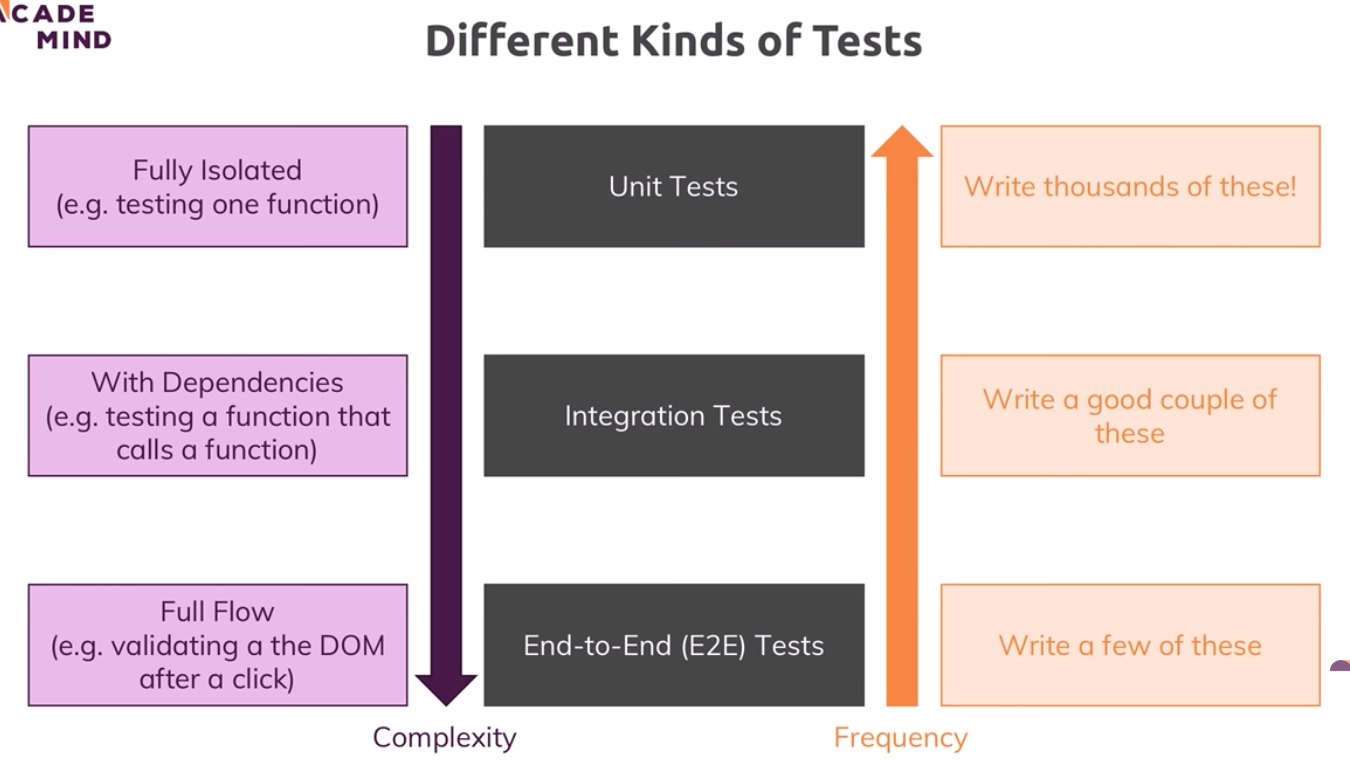 ACADE
MIND
Different Kinds of Tests
Fully Isolated
(e.g. testing one function)
Unit Tests
Write thousands of these!
With Dependencies
(e.g. testing a function that
calls a function)
Integration Tests
Write a good couple of
these
Full Flow
(e.g. validating a the DOM
after a click)
End-to-End (E2E) Tests
Write a few of these
Complexity
Frequency